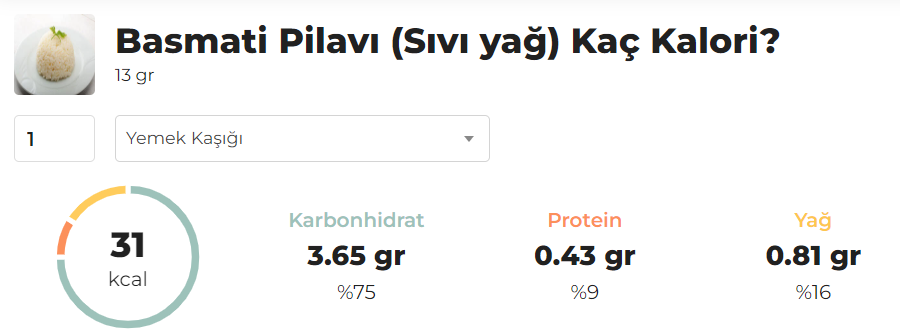 Basmati Pilavı (Sıvı yağ) Kaç Kalori?
13 gr
1 Yemek Kaşığı
31
kcal
Karbonhidrat
3.65 gr
%75
Protein
0.43 gr
%9
Yağ
0.81 gr
%16